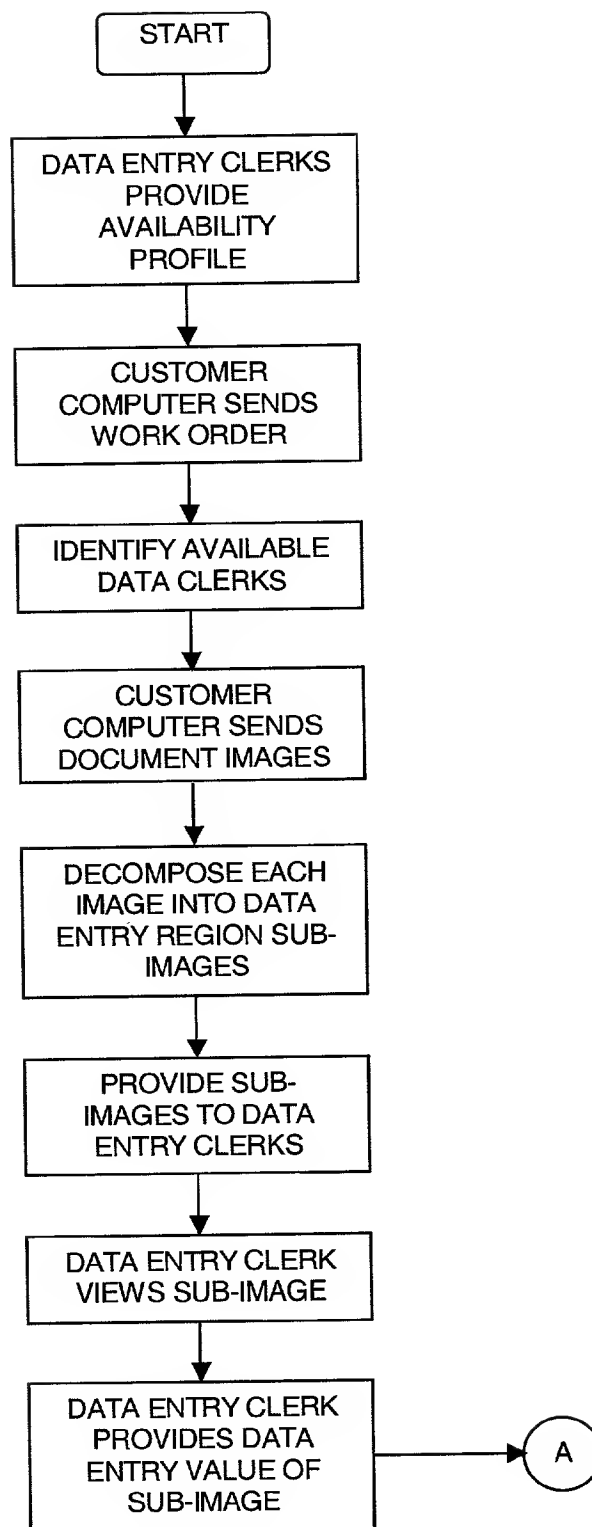 START
DATA ENTRY CLERKS
PROVIDE
AVAILABILITY
PROFILE
CUSTOMER
COMPUTER SENDS
WORK ORDER
IDENTIFY AVAILABLE
DATA CLERKS
CUSTOMER
COMPUTER SENDS
DOCUMENT IMAGES
DECOMPOSE EACH
IMAGE INTO DATA
ENTRY REGION SUB-
IMAGES
PROVIDE SUB-
IMAGES TO DATA
ENTRY CLERKS
DATA ENTRY CLERK
VIEWS SUB-IMAGE
DATA ENTRY CLERK
PROVIDES DATA
ENTRY VALUE OF
SUB-IMAGE
A